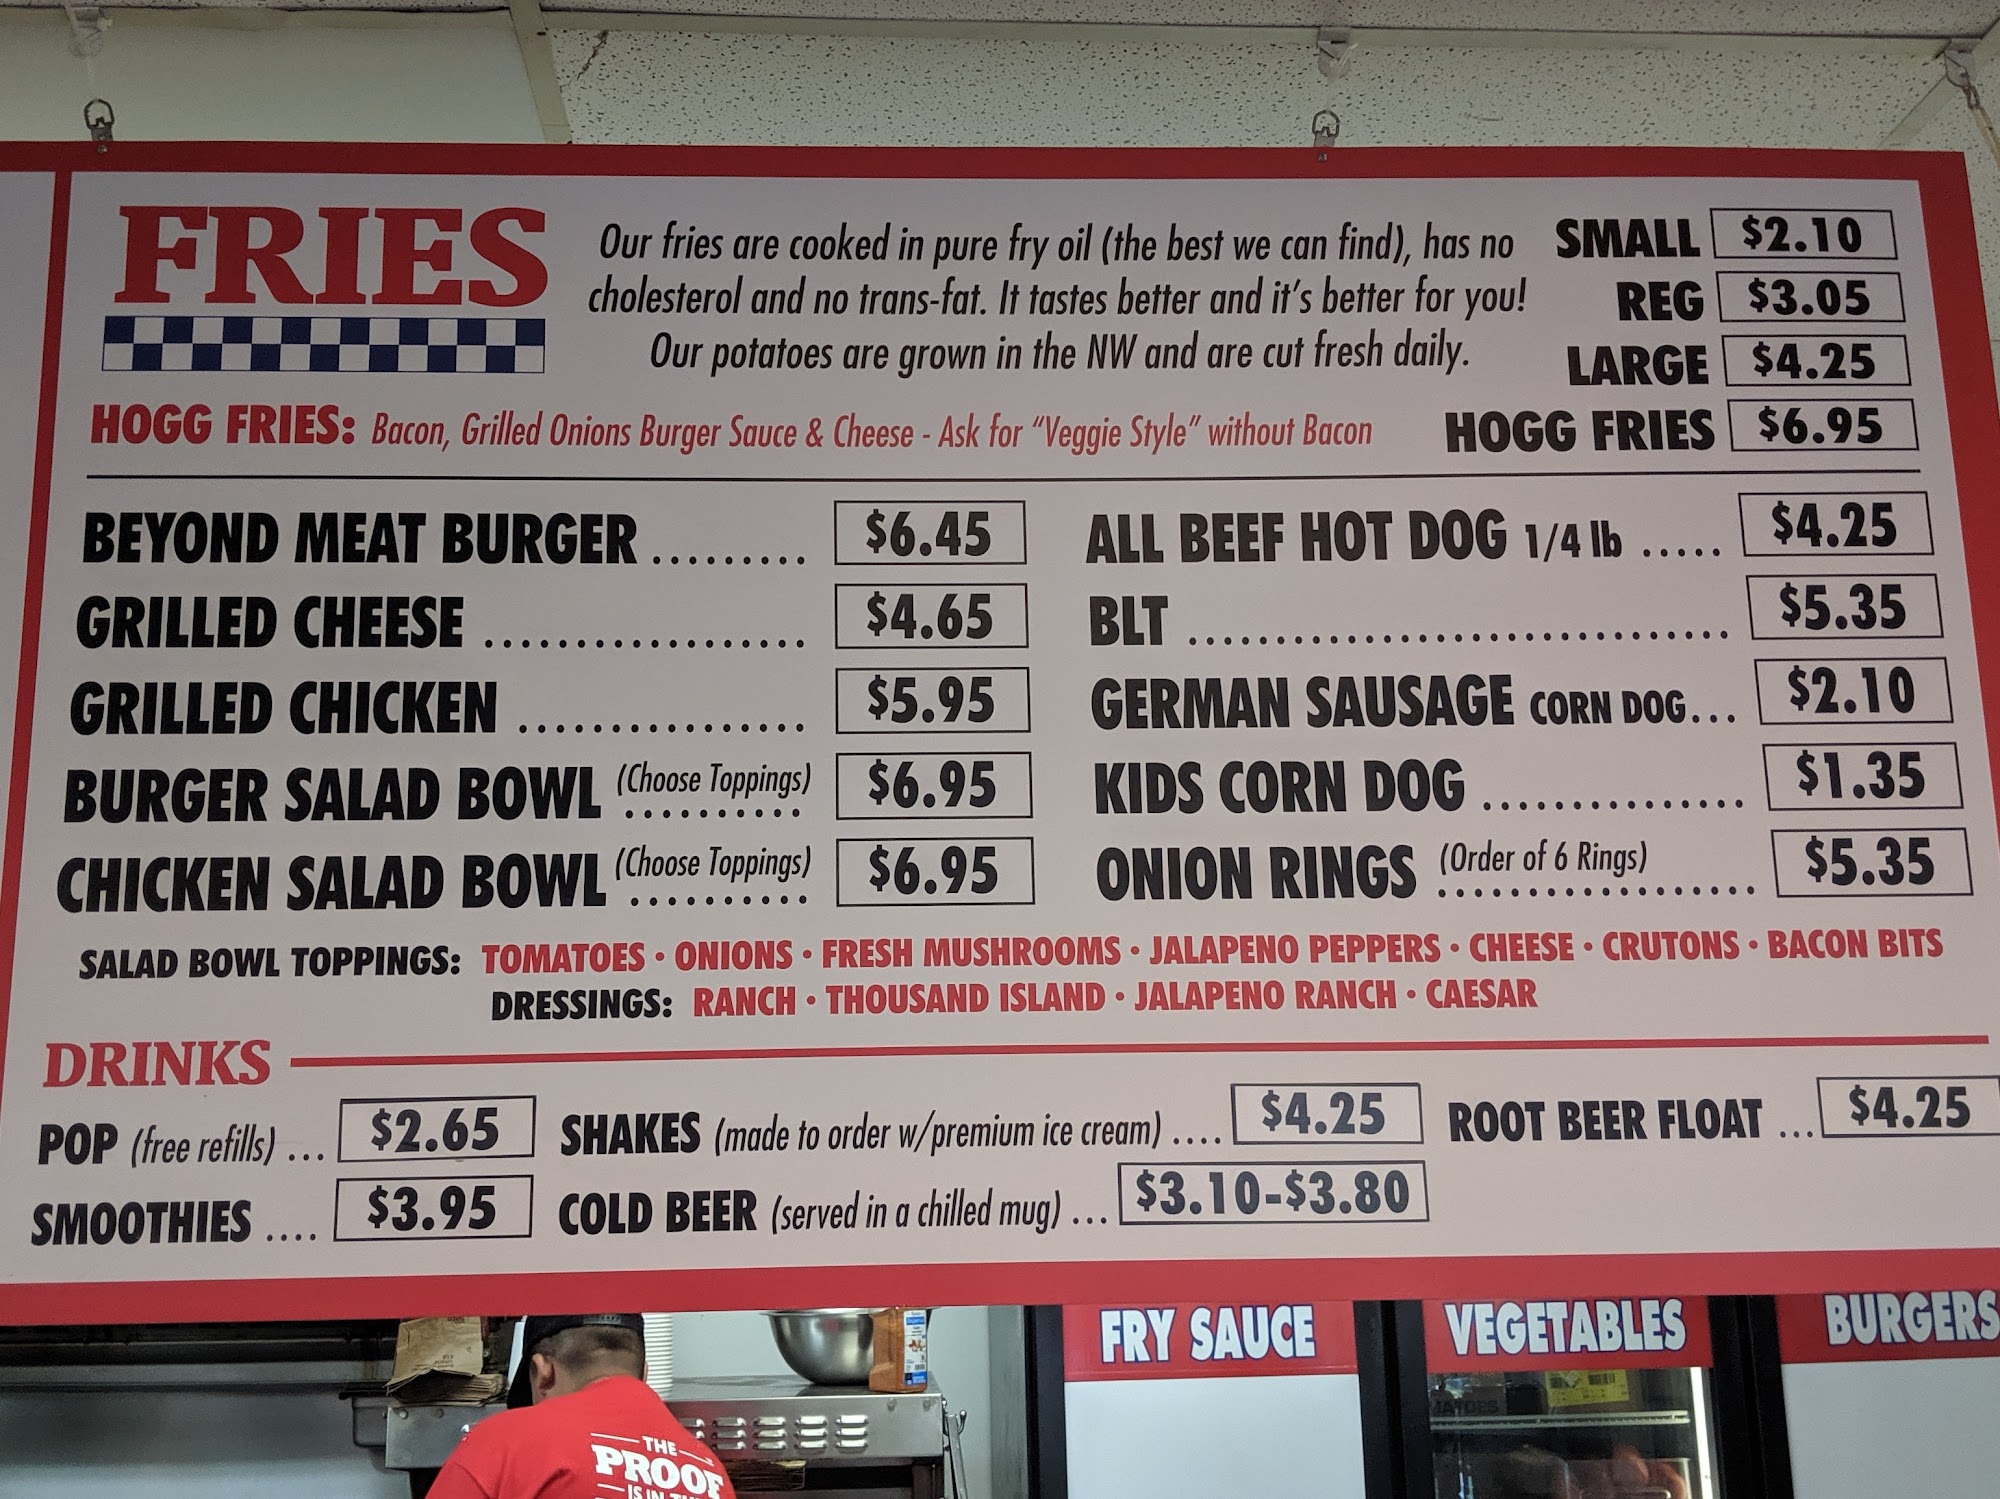 FRIES
Our fries are cooked in pure fry oil (the best we can find), has no
cholesterol and no trans-fat. It tastes better and it's better for you!
Our potatoes are grown in the NW and are cut fresh daily.
SMALL $2.10
REG $3.05
LARGE $4.25
HOGG FRIES: Bacon, Grilled Onions Burger Sauce & Cheese - Ask for "Veggie Style" without Bacon HOGG FRIES $6.95
BEYOND MEAT BURGER ......... $6.45
GRILLED CHEESE .................. $4.65
GRILLED CHICKEN ................ $5.95
BURGER SALAD BOWL (Choose Toppings) .......... $6.95
CHICKEN SALAD BOWL (Choose Toppings) .......... $6.95
ALL BEEF HOT DOG 1/4 lb ..... $4.25
BLT ................................ $5.35
GERMAN SAUSAGE CORN DOG... $2.10
KIDS CORN DOG ............... $1.35
ONION RINGS (Order of 6 Rings) .................. $5.35
SALAD BOWL TOPPINGS: TOMATOES • ONIONS • FRESH MUSHROOMS • JALAPENO PEPPERS • CHEESE • CRUTONS • BACON BITS
DRESSINGS: RANCH • THOUSAND ISLAND • JALAPENO RANCH • CAESAR
DRINKS
POP (free refills) ... $2.65 SHAKES (made to order w/premium ice cream) .... $4.25 ROOT BEER FLOAT ... $4.25
SMOOTHIES .... $3.95 COLD BEER (served in a chilled mug) ... $3.10-$3.80
FRY SAUCE
VEGETABLES
BURGERS
THE
PROOF
IS IN